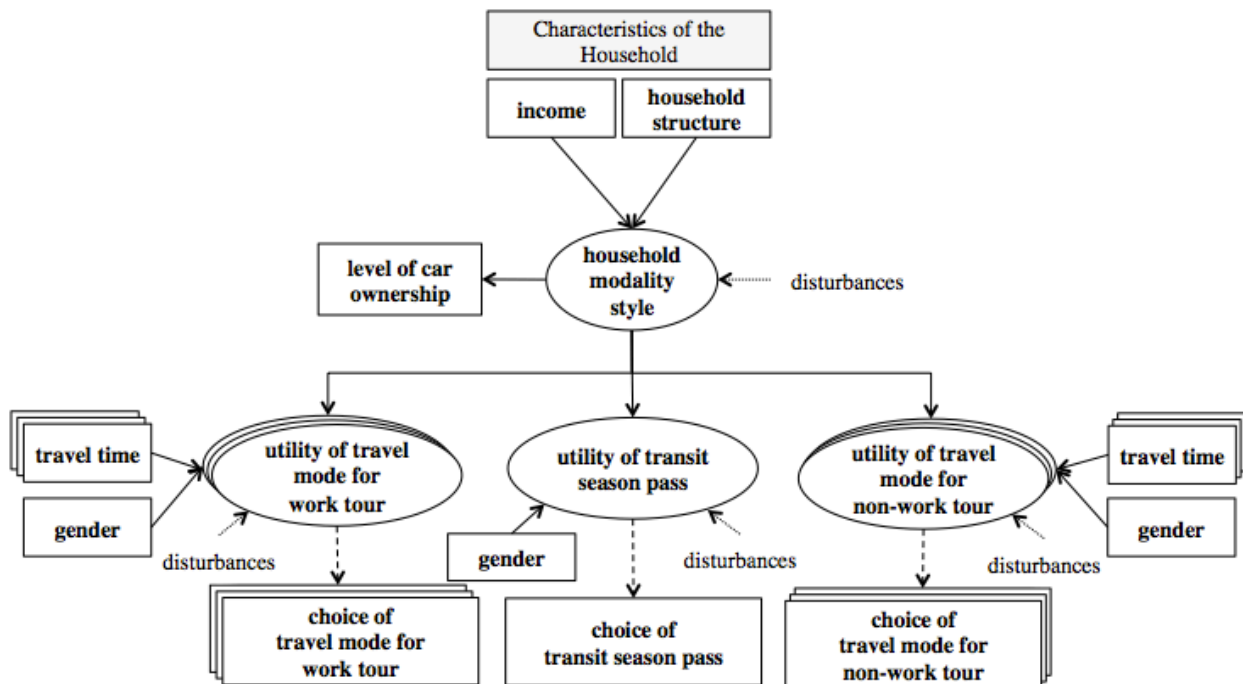 Characteristics of the
Household
income
household
structure
level of car
ownership
household
modality
style
disturbances
travel time
gender
utility of travel
mode for
work tour
disturbances
utility of transit
season pass
gender
disturbances
utility of travel
mode for
non-work tour
travel time
gender
disturbances
choice of
travel mode for
work tour
choice of
transit season pass
choice of
travel mode for
non-work tour